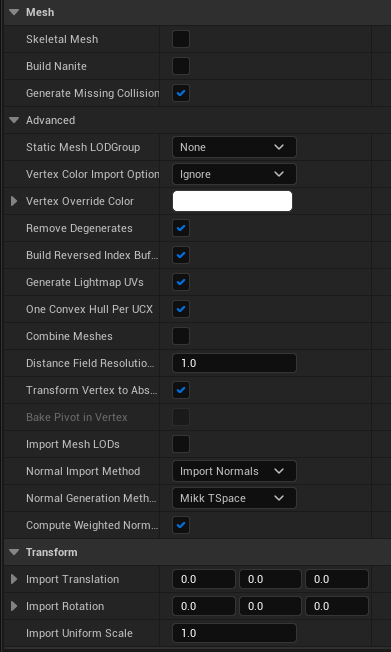 Mesh
Skeletal Mesh
Build Nanite
Generate Missing Collision
Advanced
Static Mesh LODGroup None
Vertex Color Import Option Ignore
Vertex Override Color
Remove Degenerates
Build Reversed Index Buf...
Generate Lightmap UVs
One Convex Hull Per UCX
Combine Meshes
Distance Field Resolutio... 1.0
Transform Vertex to Abs...
Bake Pivot in Vertex
Import Mesh LODs
Normal Import Method Import Normals
Normal Generation Meth... Mikk TSpace
Compute Weighted Norm...
Transform
Import Translation 0.0 0.0 0.0
Import Rotation 0.0 0.0 0.0
Import Uniform Scale 1.0